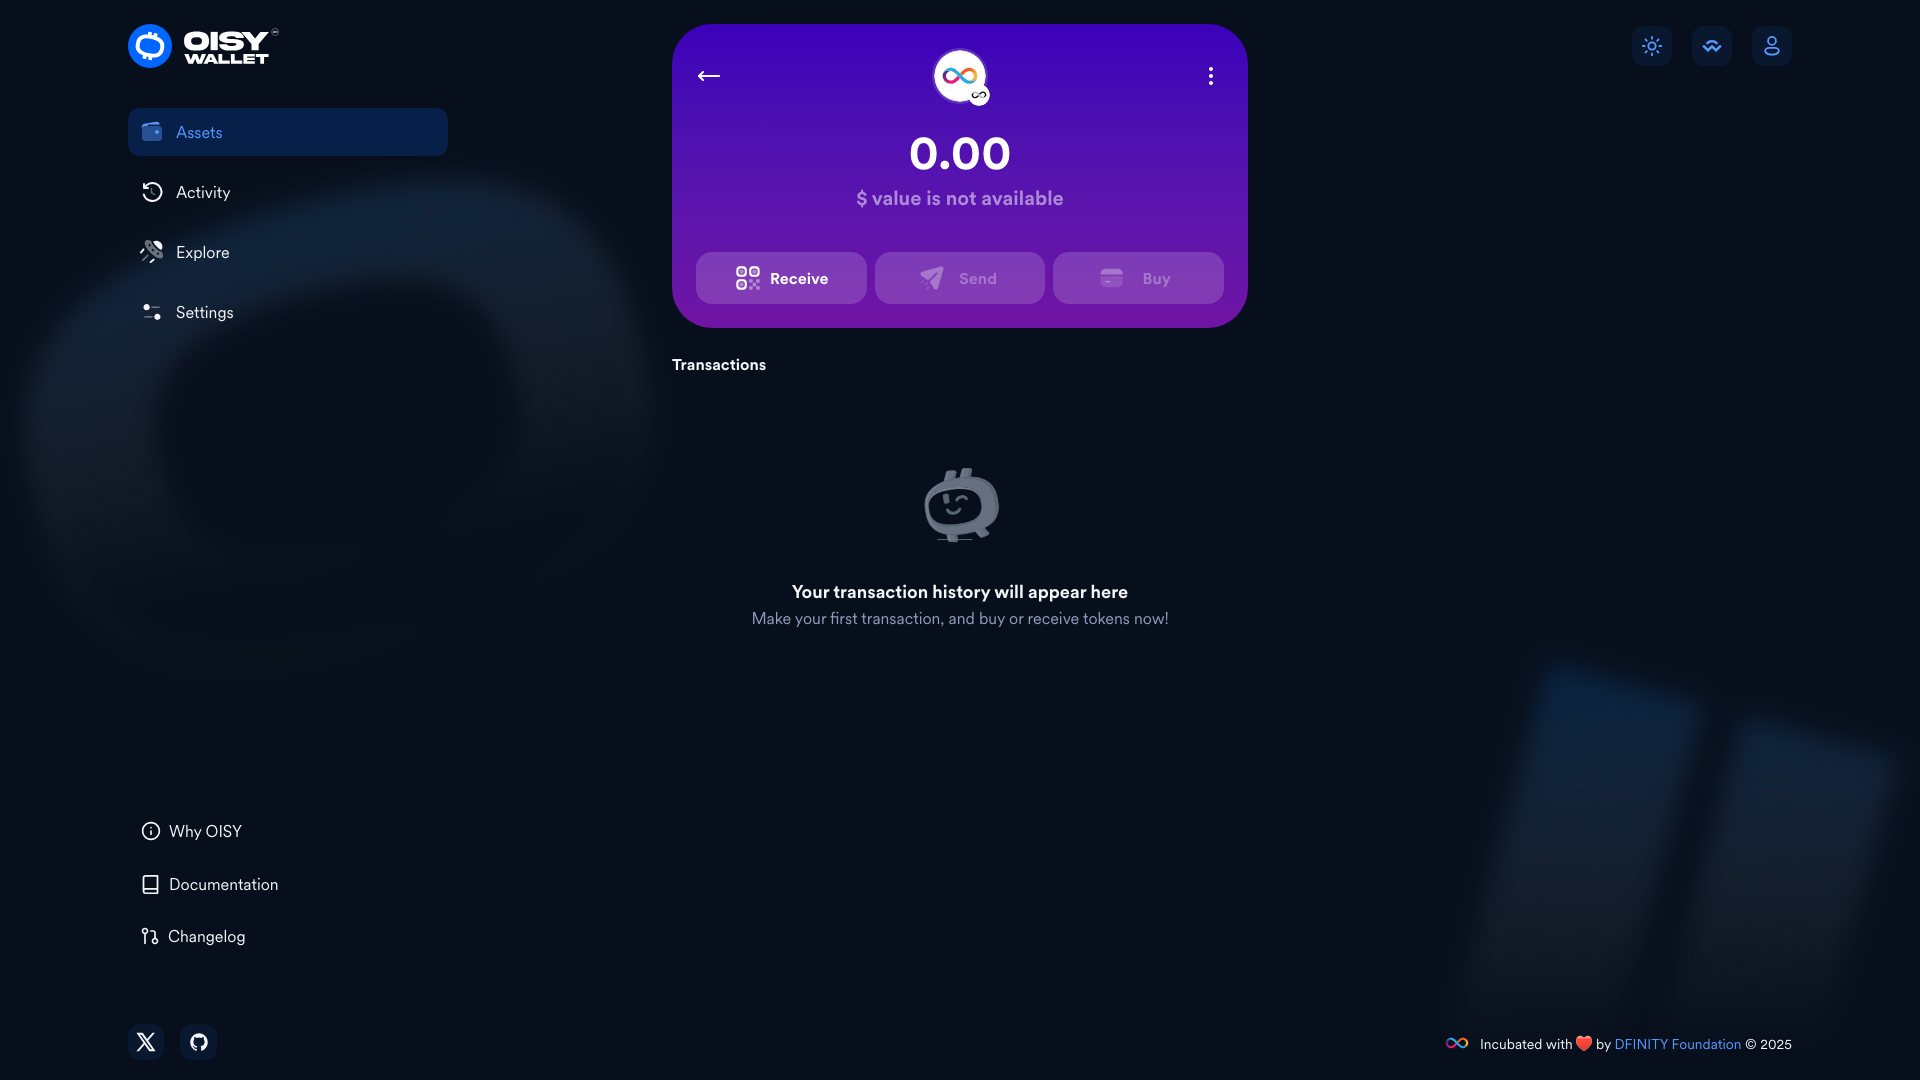 OISY
WALLET
Assets
Activity
Explore
Settings
0.00
$ value is not available
Receive
Send
Buy
Transactions
Your transaction history will appear here
Make your first transaction, and buy or receive tokens now!
Why OISY
Documentation
Changelog
Incubated with ❤️ by DFINITY Foundation © 2025